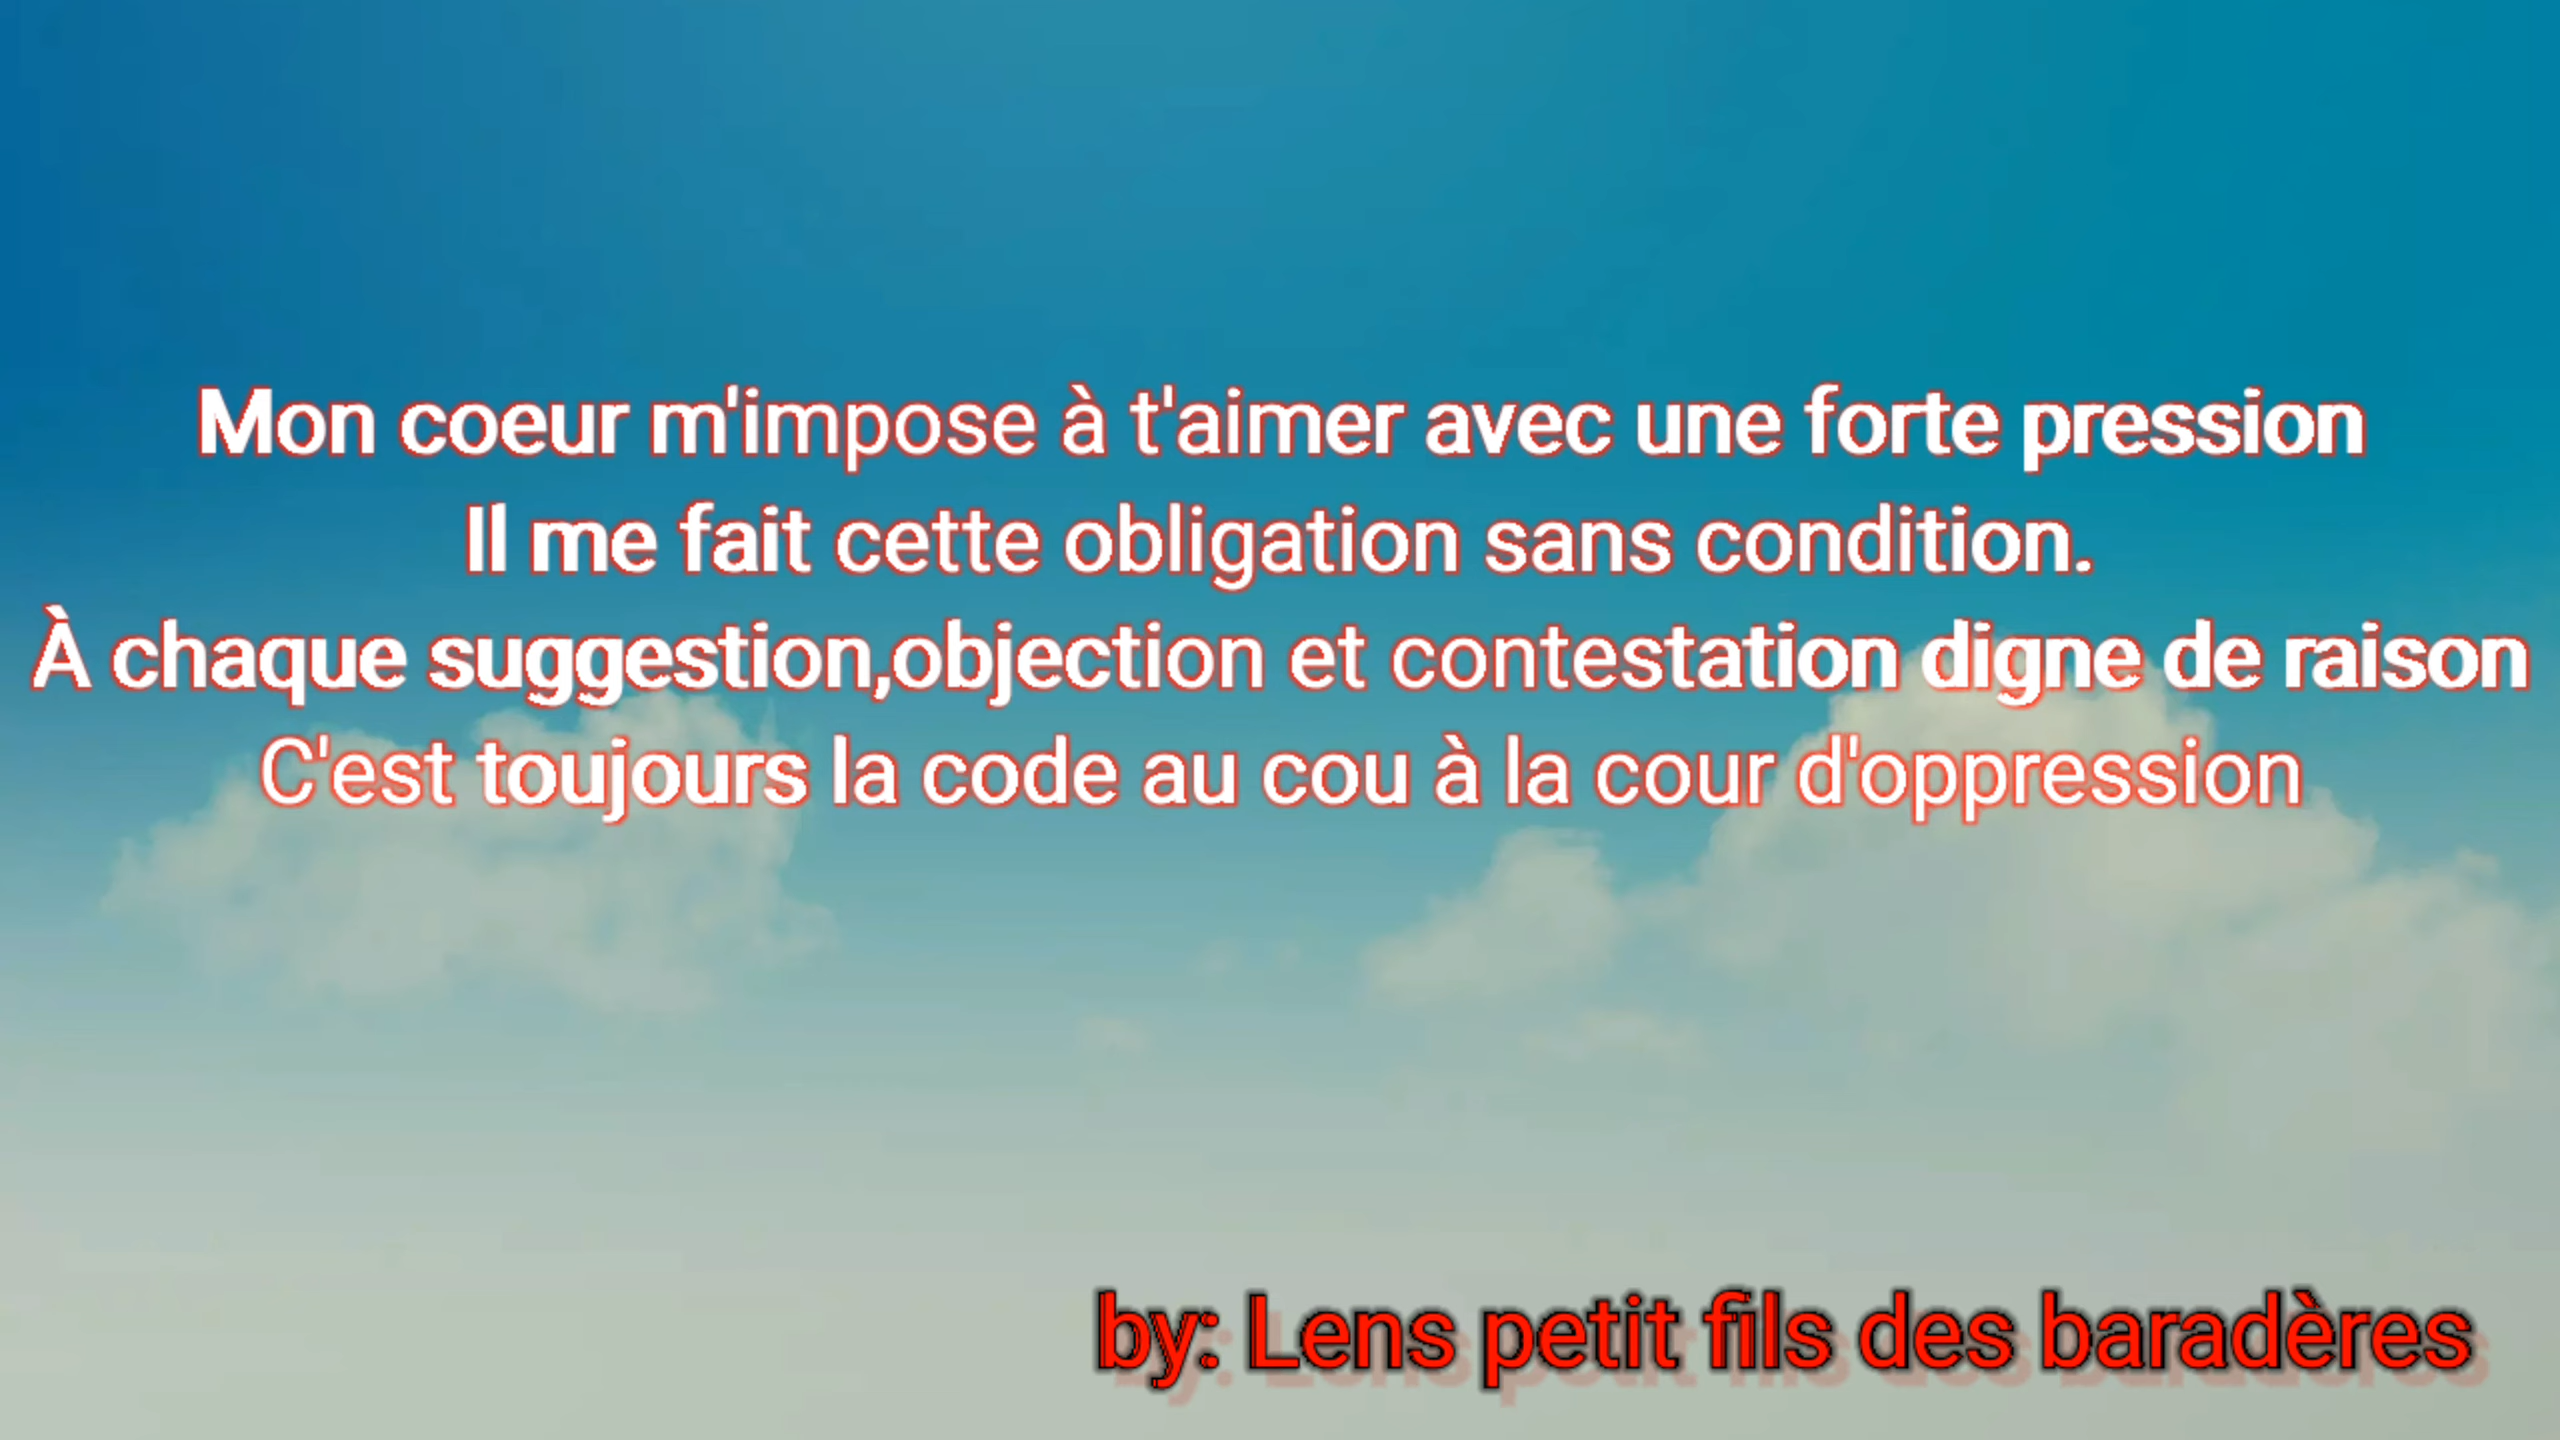 Mon coeur m'impose à t'aimer avec une forte pression
Il me fait cette obligation sans condition.
À chaque suggestion,objection et contestation digne de raison
C'est toujours la code au cou à la cour d'oppression
by: Lens petit fils des baradères